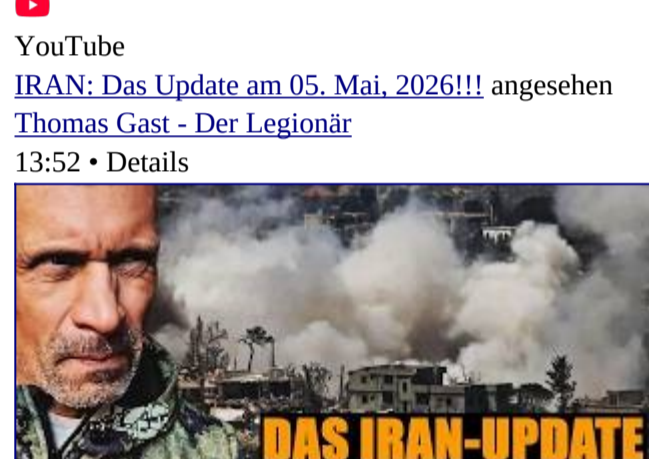 YouTube
IRAN: Das Update am 05. Mai, 2026!!! angesehen
Thomas Gast - Der Legionär
13:52 • Details
DAS IRAN-UPDATE